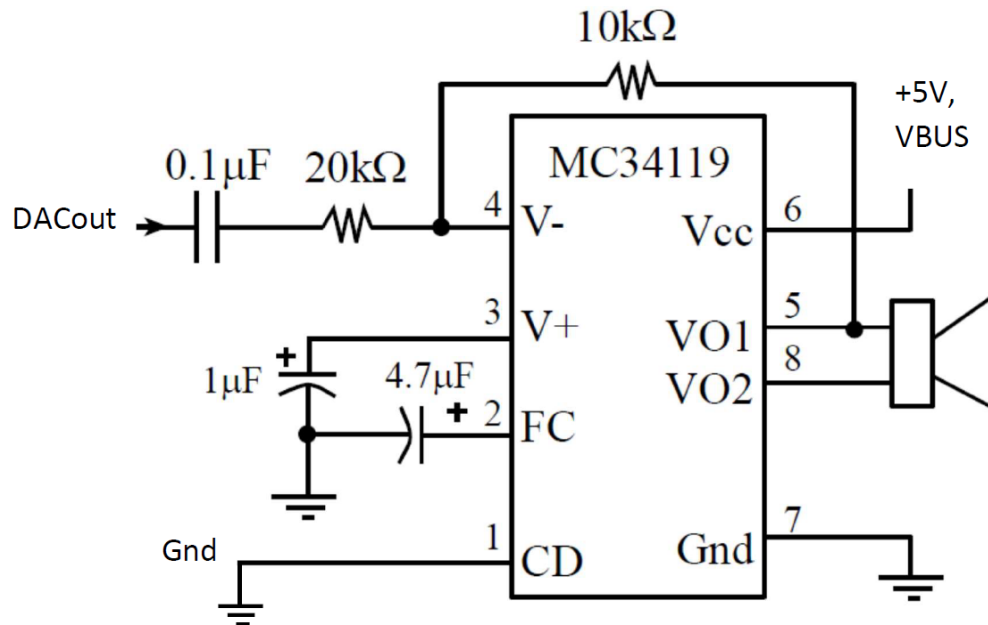 10kΩ
+5V,
VBUS
0.1μF
20kΩ
MC34119
DACout
4
V-
Vcc
6
3
V+
5
VO1
1μF
+
4.7μF
+
8
VO2
2
FC
Gnd
1
CD
Gnd
7